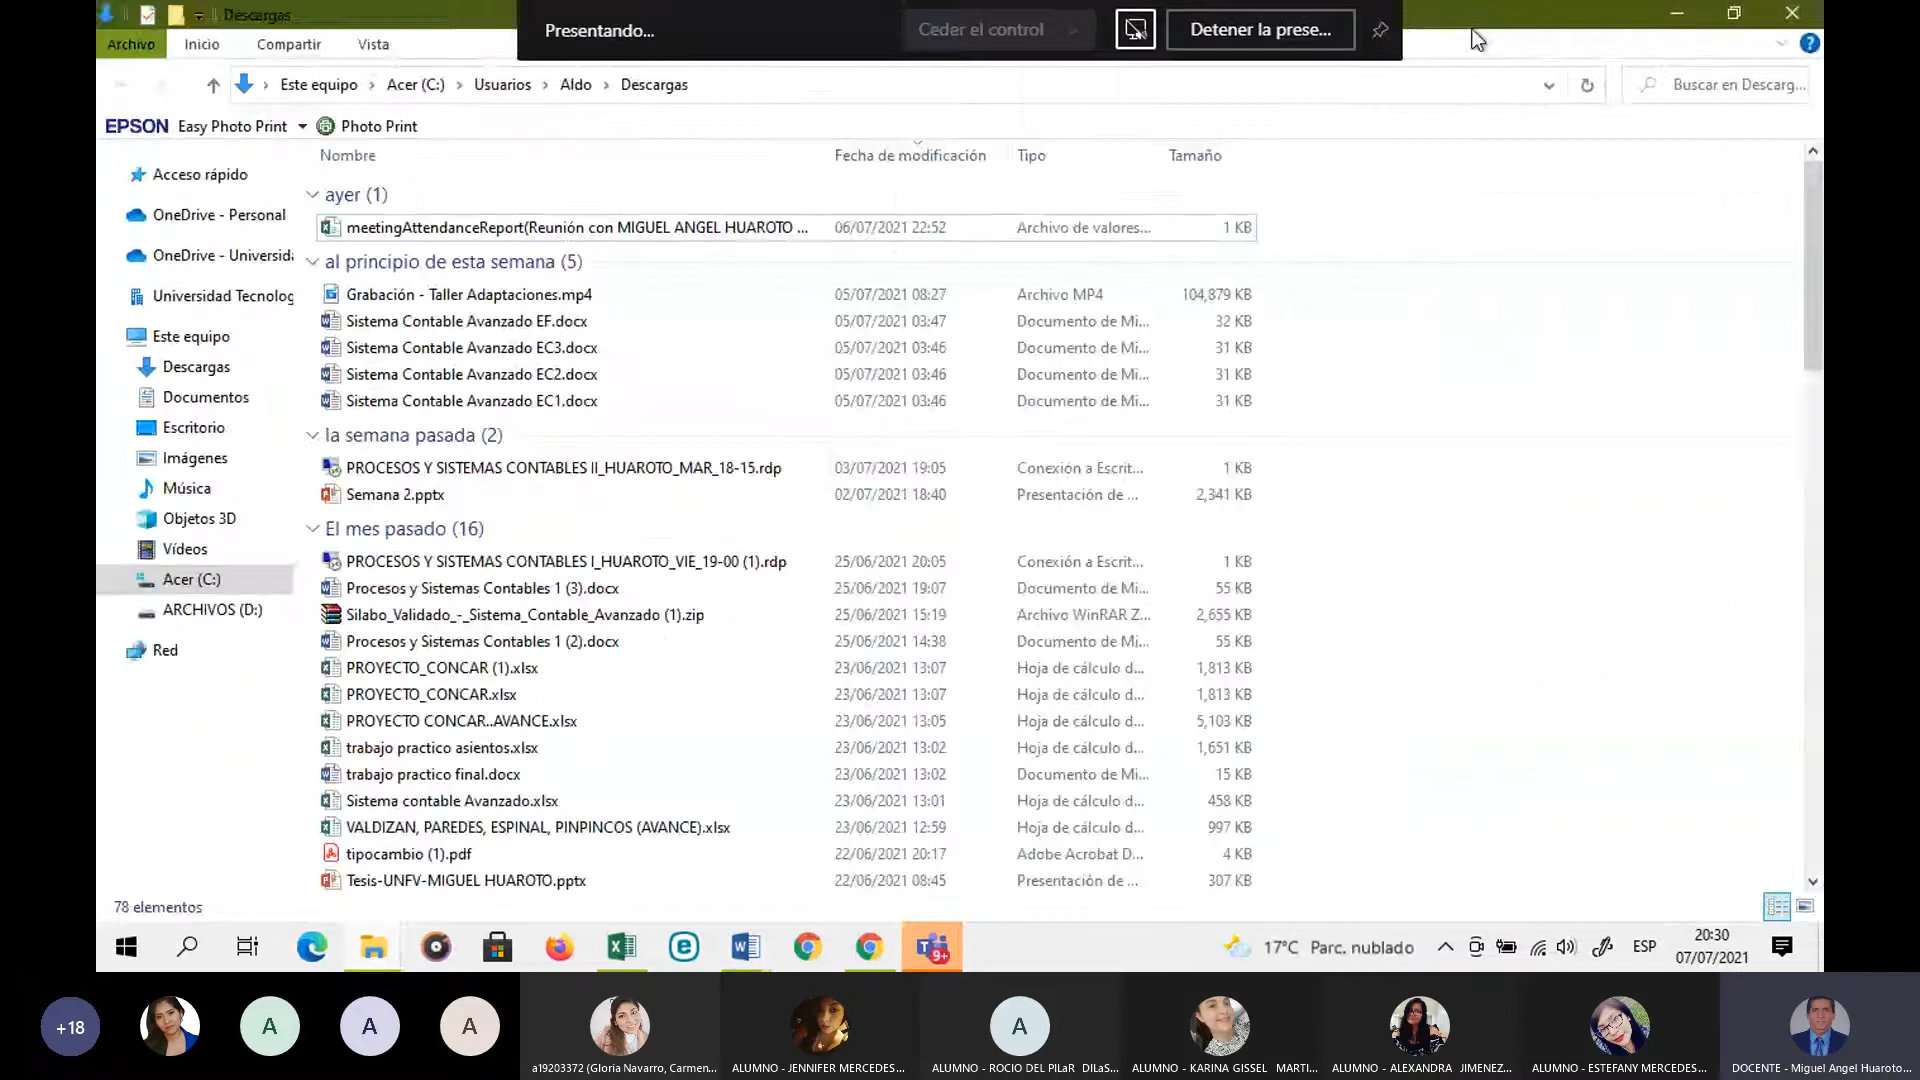 Descargas
Presentando...
Ceder el control
Detener la prese...
Archivo
Inicio
Compartir
Vista
Este equipo > Acer (C:) > Usuarios > Aldo > Descargas
Buscar en Descarg...
EPSON Easy Photo Print Photo Print
Nombre Fecha de modificación Tipo Tamaño
Acceso rápido
OneDrive - Personal
OneDrive - Universida
Universidad Tecnolog
Este equipo
Descargas
Documentos
Escritorio
Imágenes
Música
Objetos 3D
Vídeos
Acer (C:)
ARCHIVOS (D:)
Red
ayer (1)
meetingAttendanceReport(Reunión con MIGUEL ANGEL HUAROTO ... 06/07/2021 22:52 Archivo de valores... 1 KB
al principio de esta semana (5)
Grabación - Taller Adaptaciones.mp4 05/07/2021 08:27 Archivo MP4 104,879 KB
Sistema Contable Avanzado EF.docx 05/07/2021 03:47 Documento de Mi... 32 KB
Sistema Contable Avanzado EC3.docx 05/07/2021 03:46 Documento de Mi... 31 KB
Sistema Contable Avanzado EC2.docx 05/07/2021 03:46 Documento de Mi... 31 KB
Sistema Contable Avanzado EC1.docx 05/07/2021 03:46 Documento de Mi... 31 KB
la semana pasada (2)
PROCESOS Y SISTEMAS CONTABLES II_HUAROTO_MAR_18-15.rdp 03/07/2021 19:05 Conexión a Escrit... 1 KB
Semana 2.pptx 02/07/2021 18:40 Presentación de ... 2,341 KB
El mes pasado (16)
PROCESOS Y SISTEMAS CONTABLES I_HUAROTO_VIE_19-00 (1).rdp 25/06/2021 20:05 Conexión a Escrit... 1 KB
Procesos y Sistemas Contables 1 (3).docx 25/06/2021 19:07 Documento de Mi... 55 KB
Silabo_Validado_-_Sistema_Contable_Avanzado (1).zip 25/06/2021 15:19 Archivo WinRAR Z... 2,655 KB
Procesos y Sistemas Contables 1 (2).docx 25/06/2021 14:38 Documento de Mi... 55 KB
PROYECTO_CONCAR (1).xlsx 23/06/2021 13:07 Hoja de cálculo d... 1,813 KB
PROYECTO_CONCAR.xlsx 23/06/2021 13:07 Hoja de cálculo d... 1,813 KB
PROYECTO CONCAR..AVANCE.xlsx 23/06/2021 13:05 Hoja de cálculo d... 5,103 KB
trabajo practico asientos.xlsx 23/06/2021 13:02 Hoja de cálculo d... 1,651 KB
trabajo practico final.docx 23/06/2021 13:02 Documento de Mi... 15 KB
Sistema contable Avanzado.xlsx 23/06/2021 13:01 Hoja de cálculo d... 458 KB
VALDIZAN, PAREDES, ESPINAL, PINPINCOS (AVANCE).xlsx 23/06/2021 12:59 Hoja de cálculo d... 997 KB
tipocambio (1).pdf 22/06/2021 20:17 Adobe Acrobat D... 4 KB
Tesis-UNFV-MIGUEL HUAROTO.pptx 22/06/2021 08:45 Presentación de ... 307 KB
78 elementos
9+
17°C Parc. nublado
ESP
20:30
07/07/2021
+18
A
A
A
A
a19203372 (Gloria Navarro, Carmen...
ALUMNO - JENNIFER MERCEDES...
ALUMNO - ROCIO DEL PILaR DILaS...
ALUMNO - KARINA GISSEL MARTI...
ALUMNO - ALEXANDRA JIMENEZ...
ALUMNO - ESTEFANY MERCEDES...
DOCENTE - Miguel Angel Huaroto...